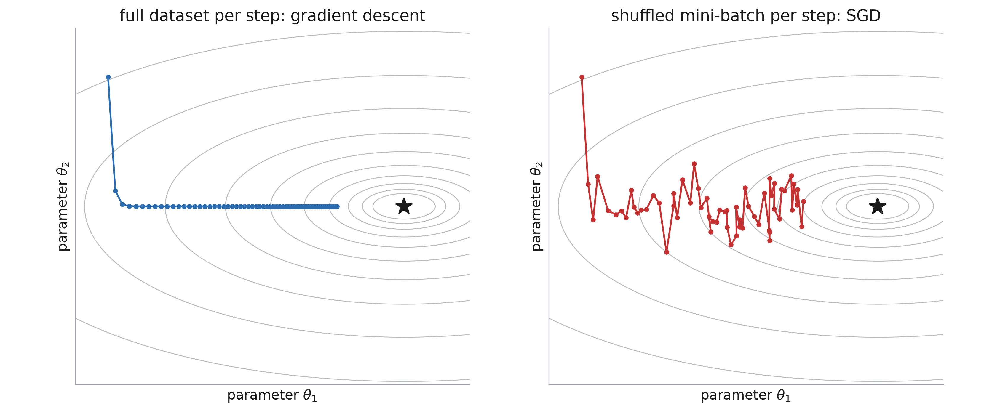 full dataset per step: gradient descent
parameter θ₂
parameter θ₁
shuffled mini-batch per step: SGD
parameter θ₂
parameter θ₁